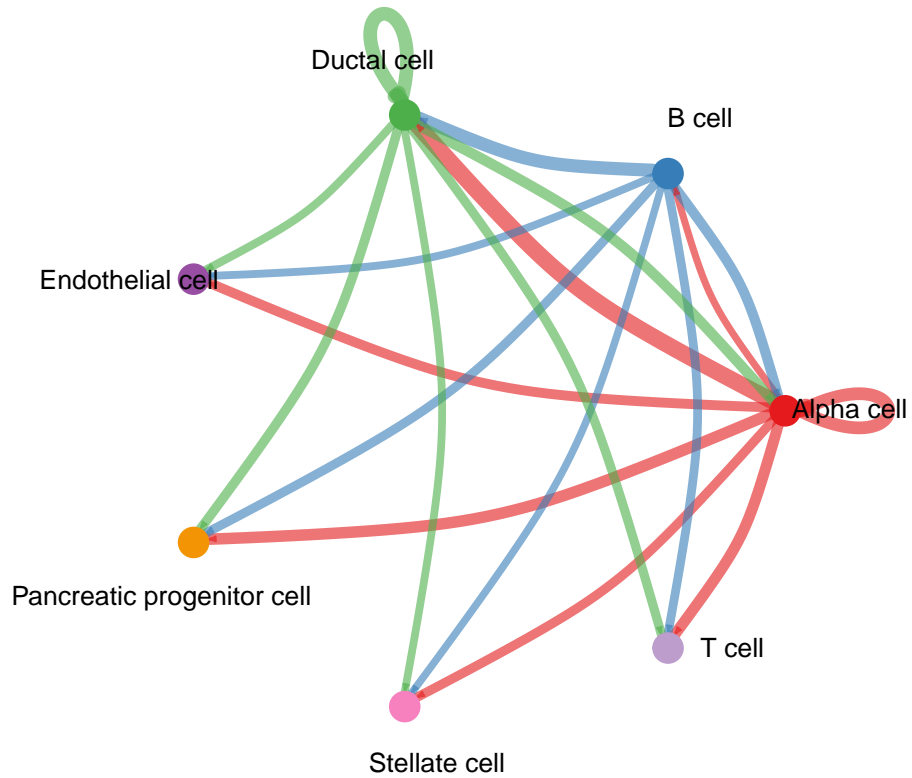 Ductal cell
B cell
Endothelial cell
Alpha cell
Pancreatic progenitor cell
T cell
Stellate cell